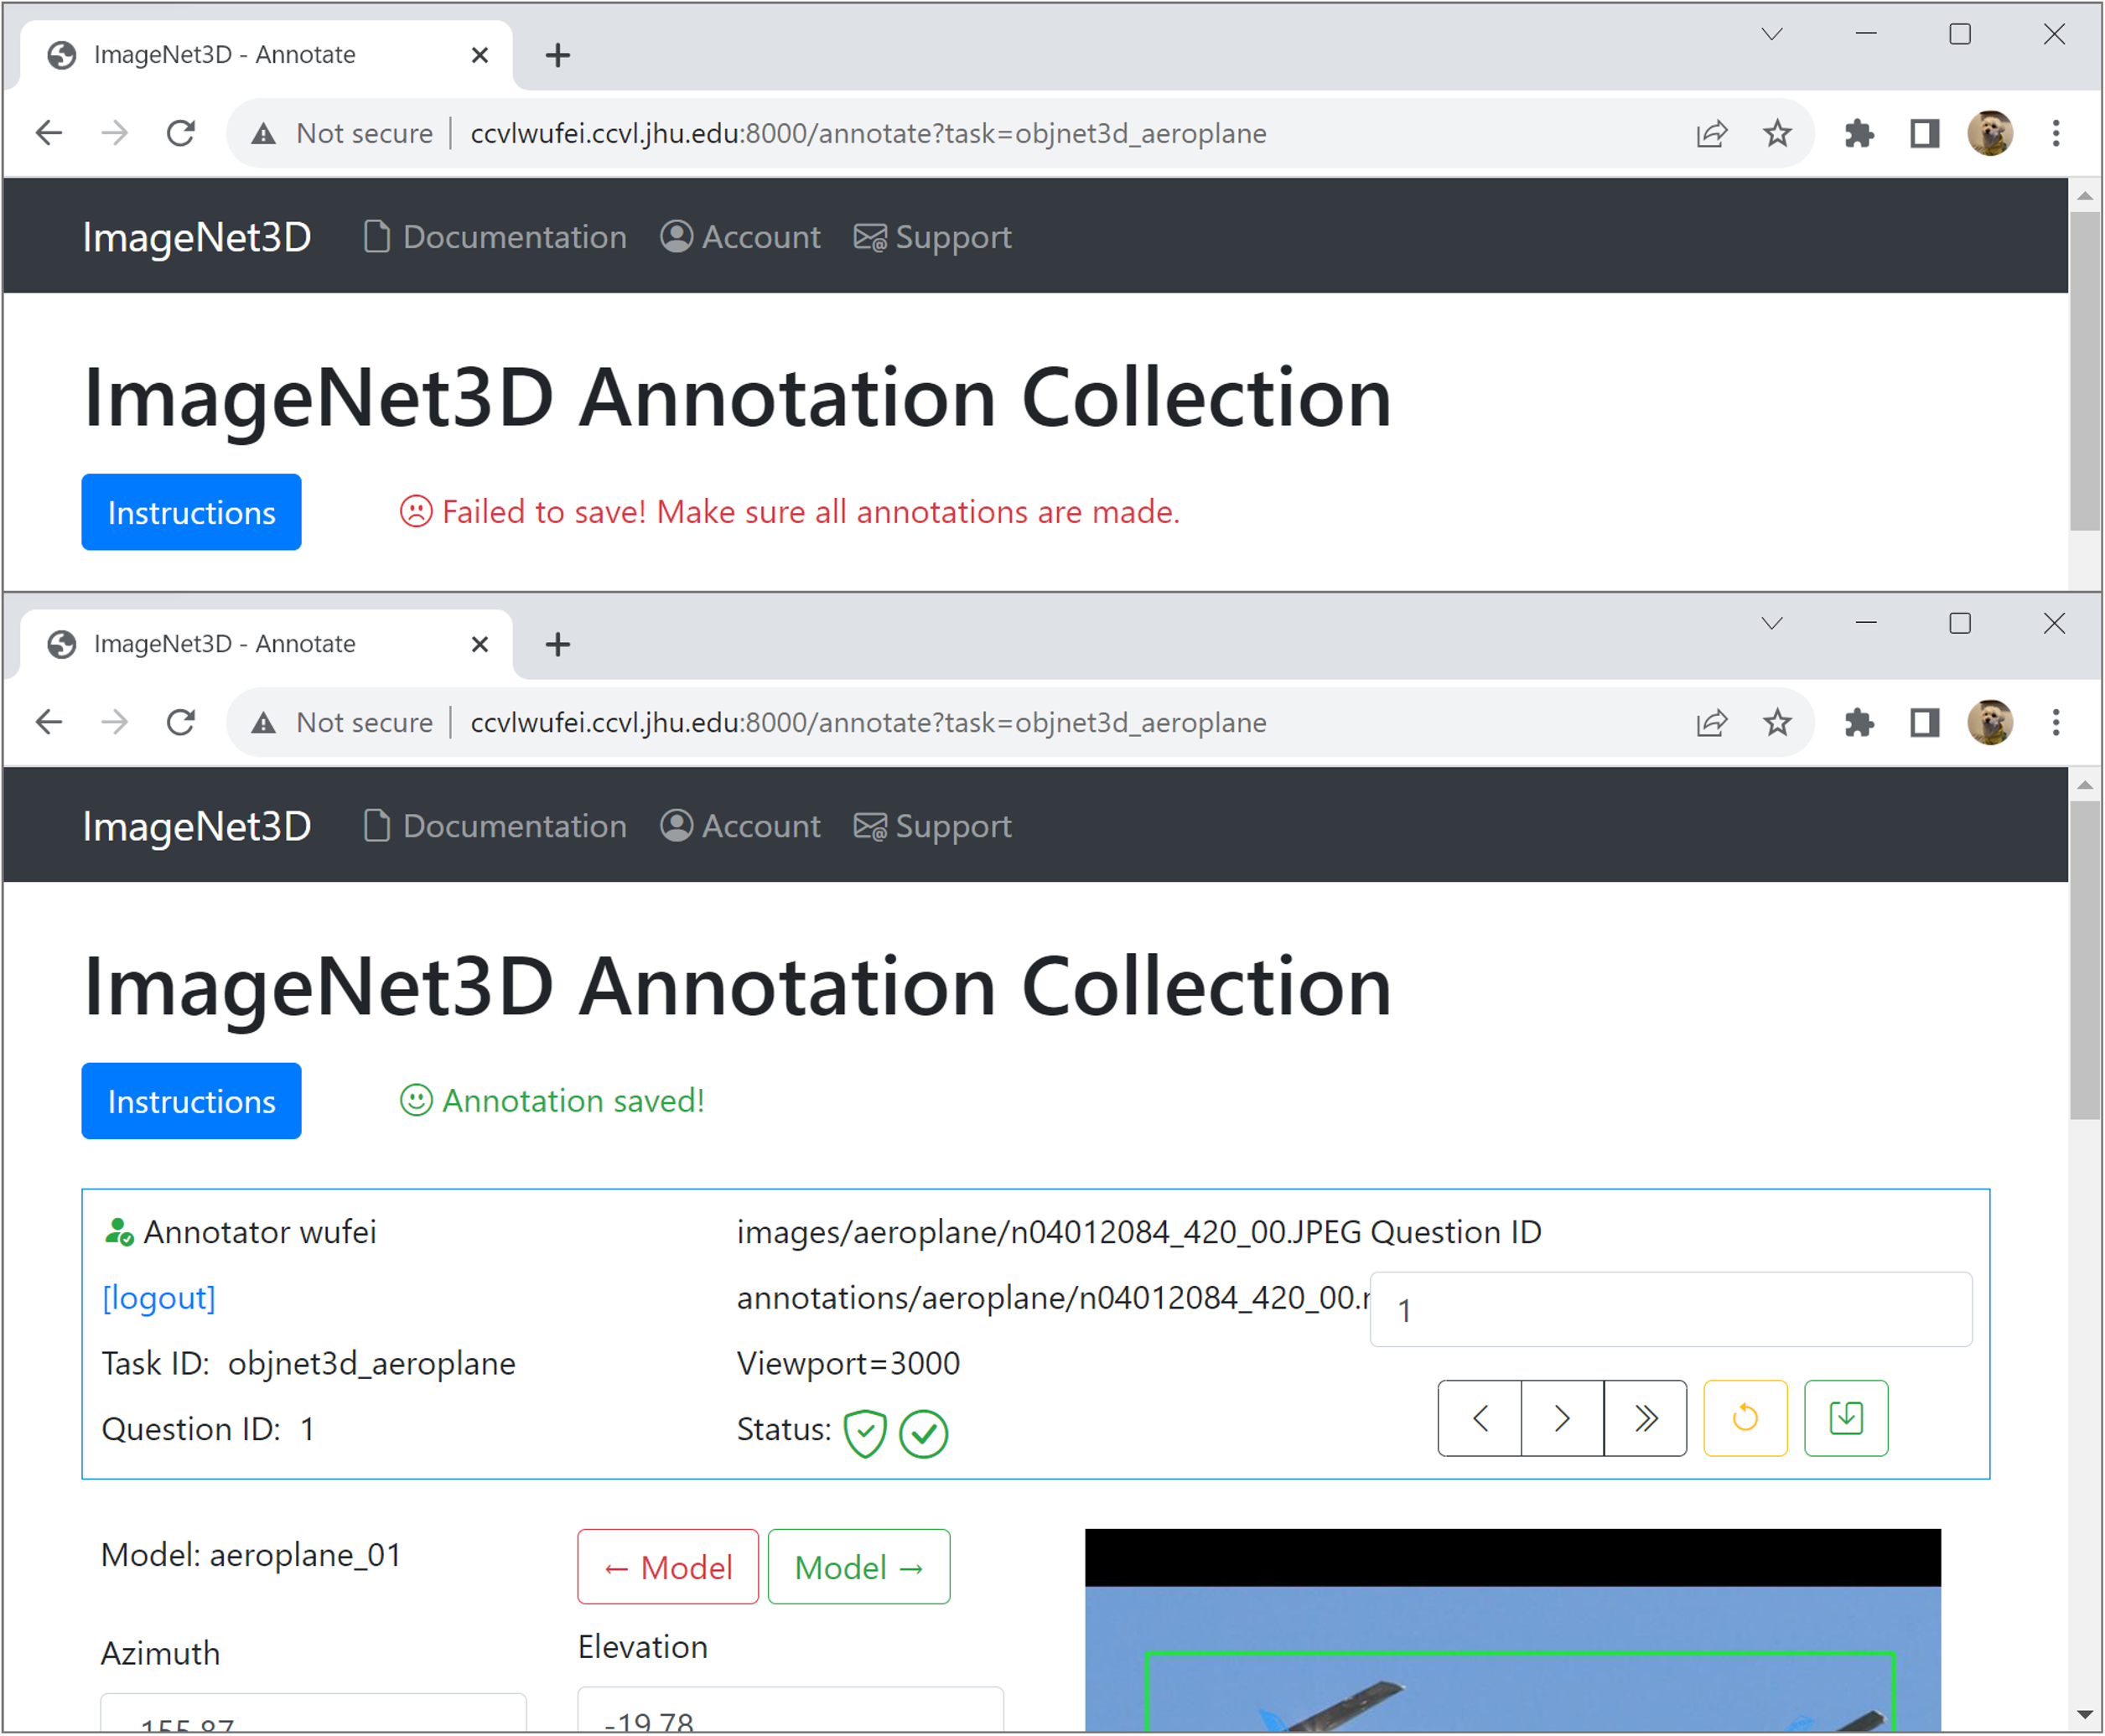 ImageNet3D - Annotate
Not secure ccvlwufei.ccvl.jhu.edu:8000/annotate?task=objnet3d_aeroplane
ImageNet3D Documentation Account Support
ImageNet3D Annotation Collection
Instructions Failed to save! Make sure all annotations are made.
ImageNet3D - Annotate
Not secure ccvlwufei.ccvl.jhu.edu:8000/annotate?task=objnet3d_aeroplane
ImageNet3D Documentation Account Support
ImageNet3D Annotation Collection
Instructions Annotation saved!
Annotator wufei images/aeroplane/n04012084_420_00.JPEG Question ID
[logout] annotations/aeroplane/n04012084_420_00. 1
Task ID: objnet3d_aeroplane Viewport=3000
Question ID: 1 Status:
Model: aeroplane_01 ← Model Model →
Azimuth Elevation
155.87 -19.78